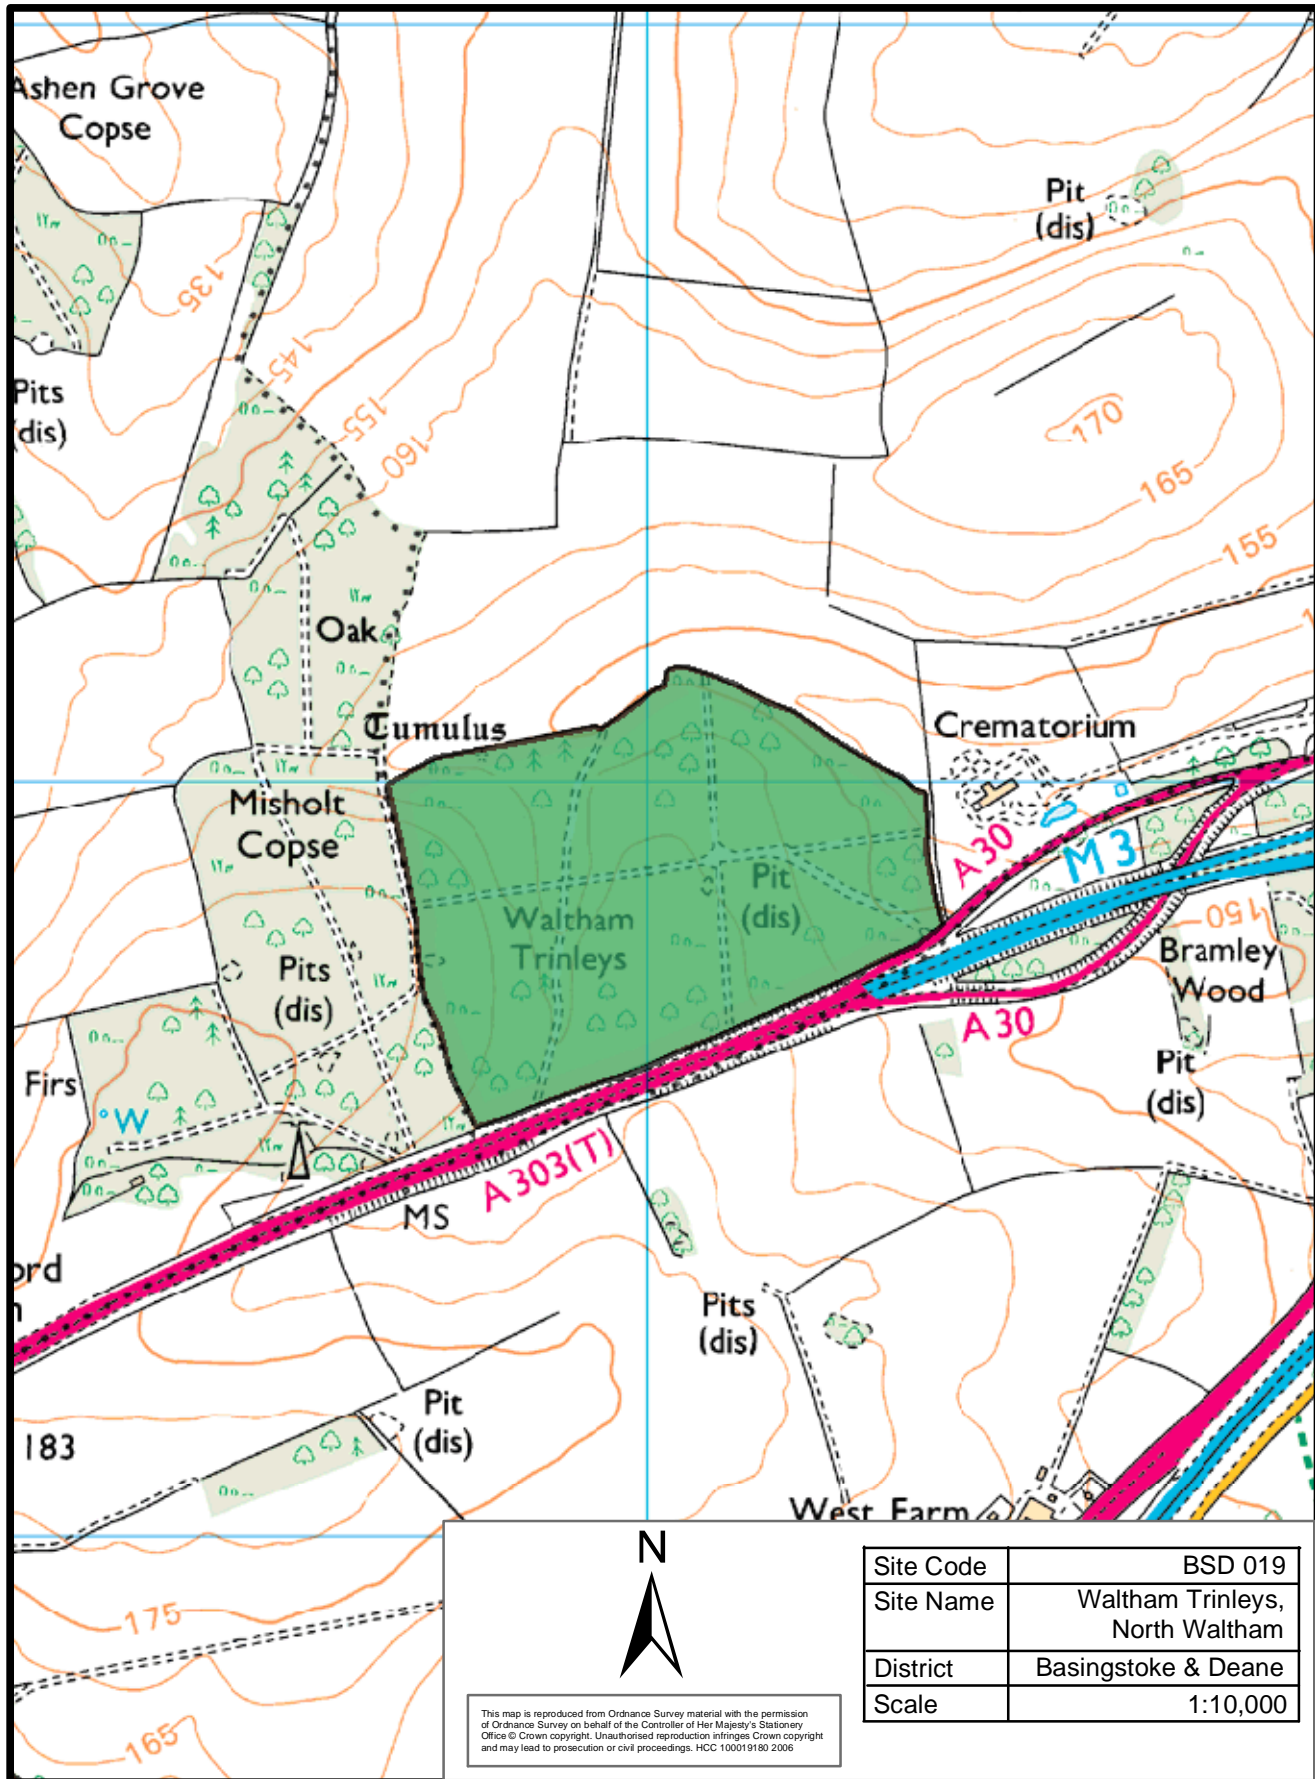 Ashen Grove
Copse
Pit
(dis)
135
145
155
160
Pits
(dis)
170
165
155
Oak
Tumulus
Crematorium
Misholt
Copse
A 30
M 3
Pit
(dis)
Waltham
Trinleys
150
Bramley
Wood
Pits
(dis)
A 30
Firs
W
Pit
(dis)
A 303(T)
MS
Pits
(dis)
Pit
(dis)
183
West Farm
175
165
N
Site Code BSD 019
Site Name Waltham Trinleys,
North Waltham
District Basingstoke & Deane
Scale 1:10,000
This map is reproduced from Ordnance Survey material with the permission
of Ordnance Survey on behalf of the Controller of Her Majesty's Stationery
Office © Crown copyright. Unauthorised reproduction infringes Crown copyright
and may lead to prosecution or civil proceedings. HCC 100019180 2006